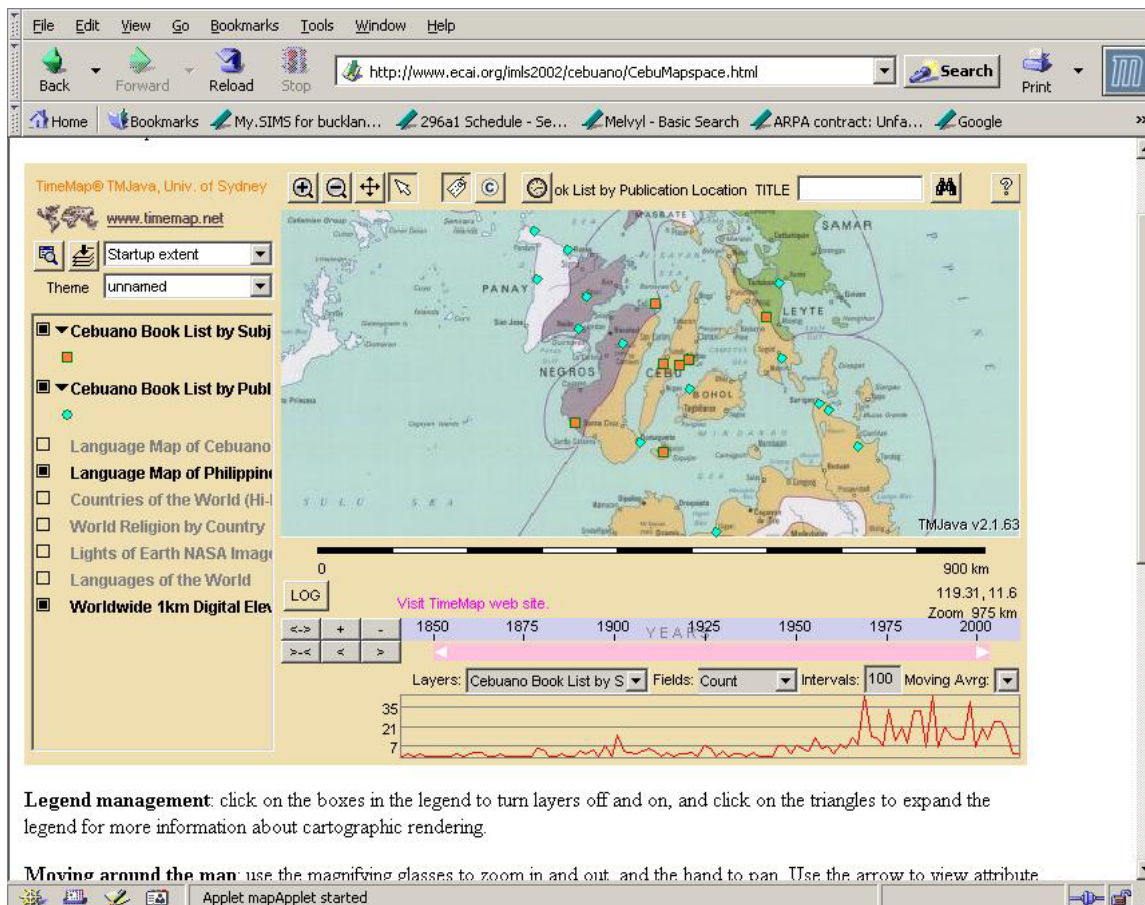 File Edit View Go Bookmarks Tools Window Help
Back Forward Reload Stop http://www.ecai.org/imls2002/cebuano/CebuMapspace.html Search Print
Home Bookmarks My.SIMS for bucklan... 296a1 Schedule - Se... Melvyl - Basic Search ARPA contract: Unfa... Google
TimeMap® TMJava, Univ. of Sydney
www.timemap.net
ok List by Publication Location TITLE
Startup extent
Theme unnamed
Cebuano Book List by Subj
Cebuano Book List by Publ
Language Map of Cebuano
Language Map of Philippine
Countries of the World (Hi-
World Religion by Country
Lights of Earth NASA Imag
Languages of the World
Worldwide 1km Digital Elev
MASBATE
SAMAR
PANAY
LEYTE
NEGROS
CEBU
BOHOL
SULU SEA
TMJava v2.1.63
0 900 km
LOG
119.31, 11.6
Visit TimeMap web site.
Zoom 975 km
<-> + -
1850 1875 1900 1925 1950 1975 2000
YEARS
>-< < >
Layers: Cebuano Book List by S Fields: Count Intervals: 100 Moving Avrg:
35
21
7
Legend management: click on the boxes in the legend to turn layers off and on, and click on the triangles to expand the
legend for more information about cartographic rendering.
Moving around the map: use the magnifying glasses to zoom in and out, and the hand to pan. Use the arrow to view attribute
Applet mapApplet started